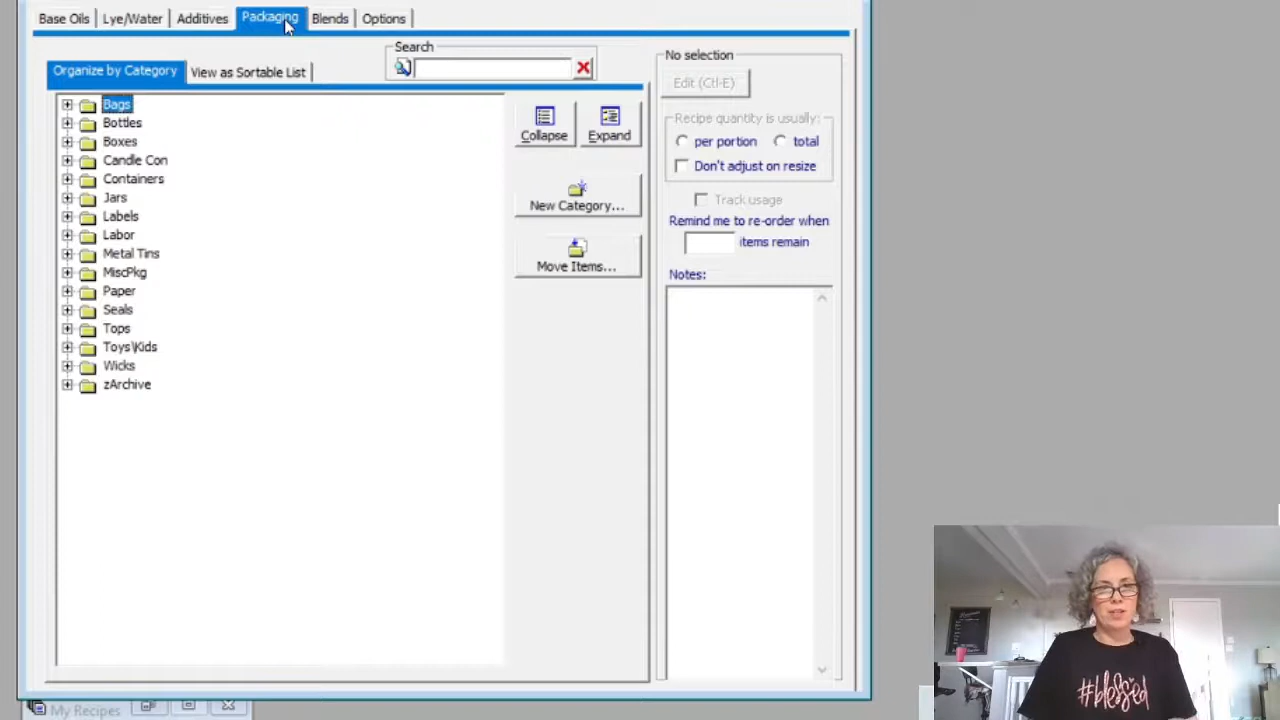 Base Oils
Lye/Water
Additives
Packaging
Blends
Options
Search
Organize by Category
View as Sortable List
Bags
Bottles
Boxes
Candle Con
Containers
Jars
Labels
Labor
Metal Tins
MiscPkg
Paper
Seals
Tops
Toys\Kids
Wicks
zArchive
Collapse
Expand
New Category...
Move Items...
No selection
Edit (Ctl-E)
Recipe quantity is usually:
per portion
total
Don't adjust on resize
Track usage
Remind me to re-order when
items remain
Notes:
My Recipes
#blessed